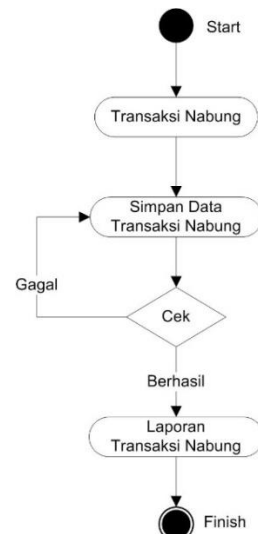 Start
Transaksi Nabung
Simpan Data
Transaksi Nabung
Gagal
Cek
Berhasil
Laporan
Transaksi Nabung
Finish